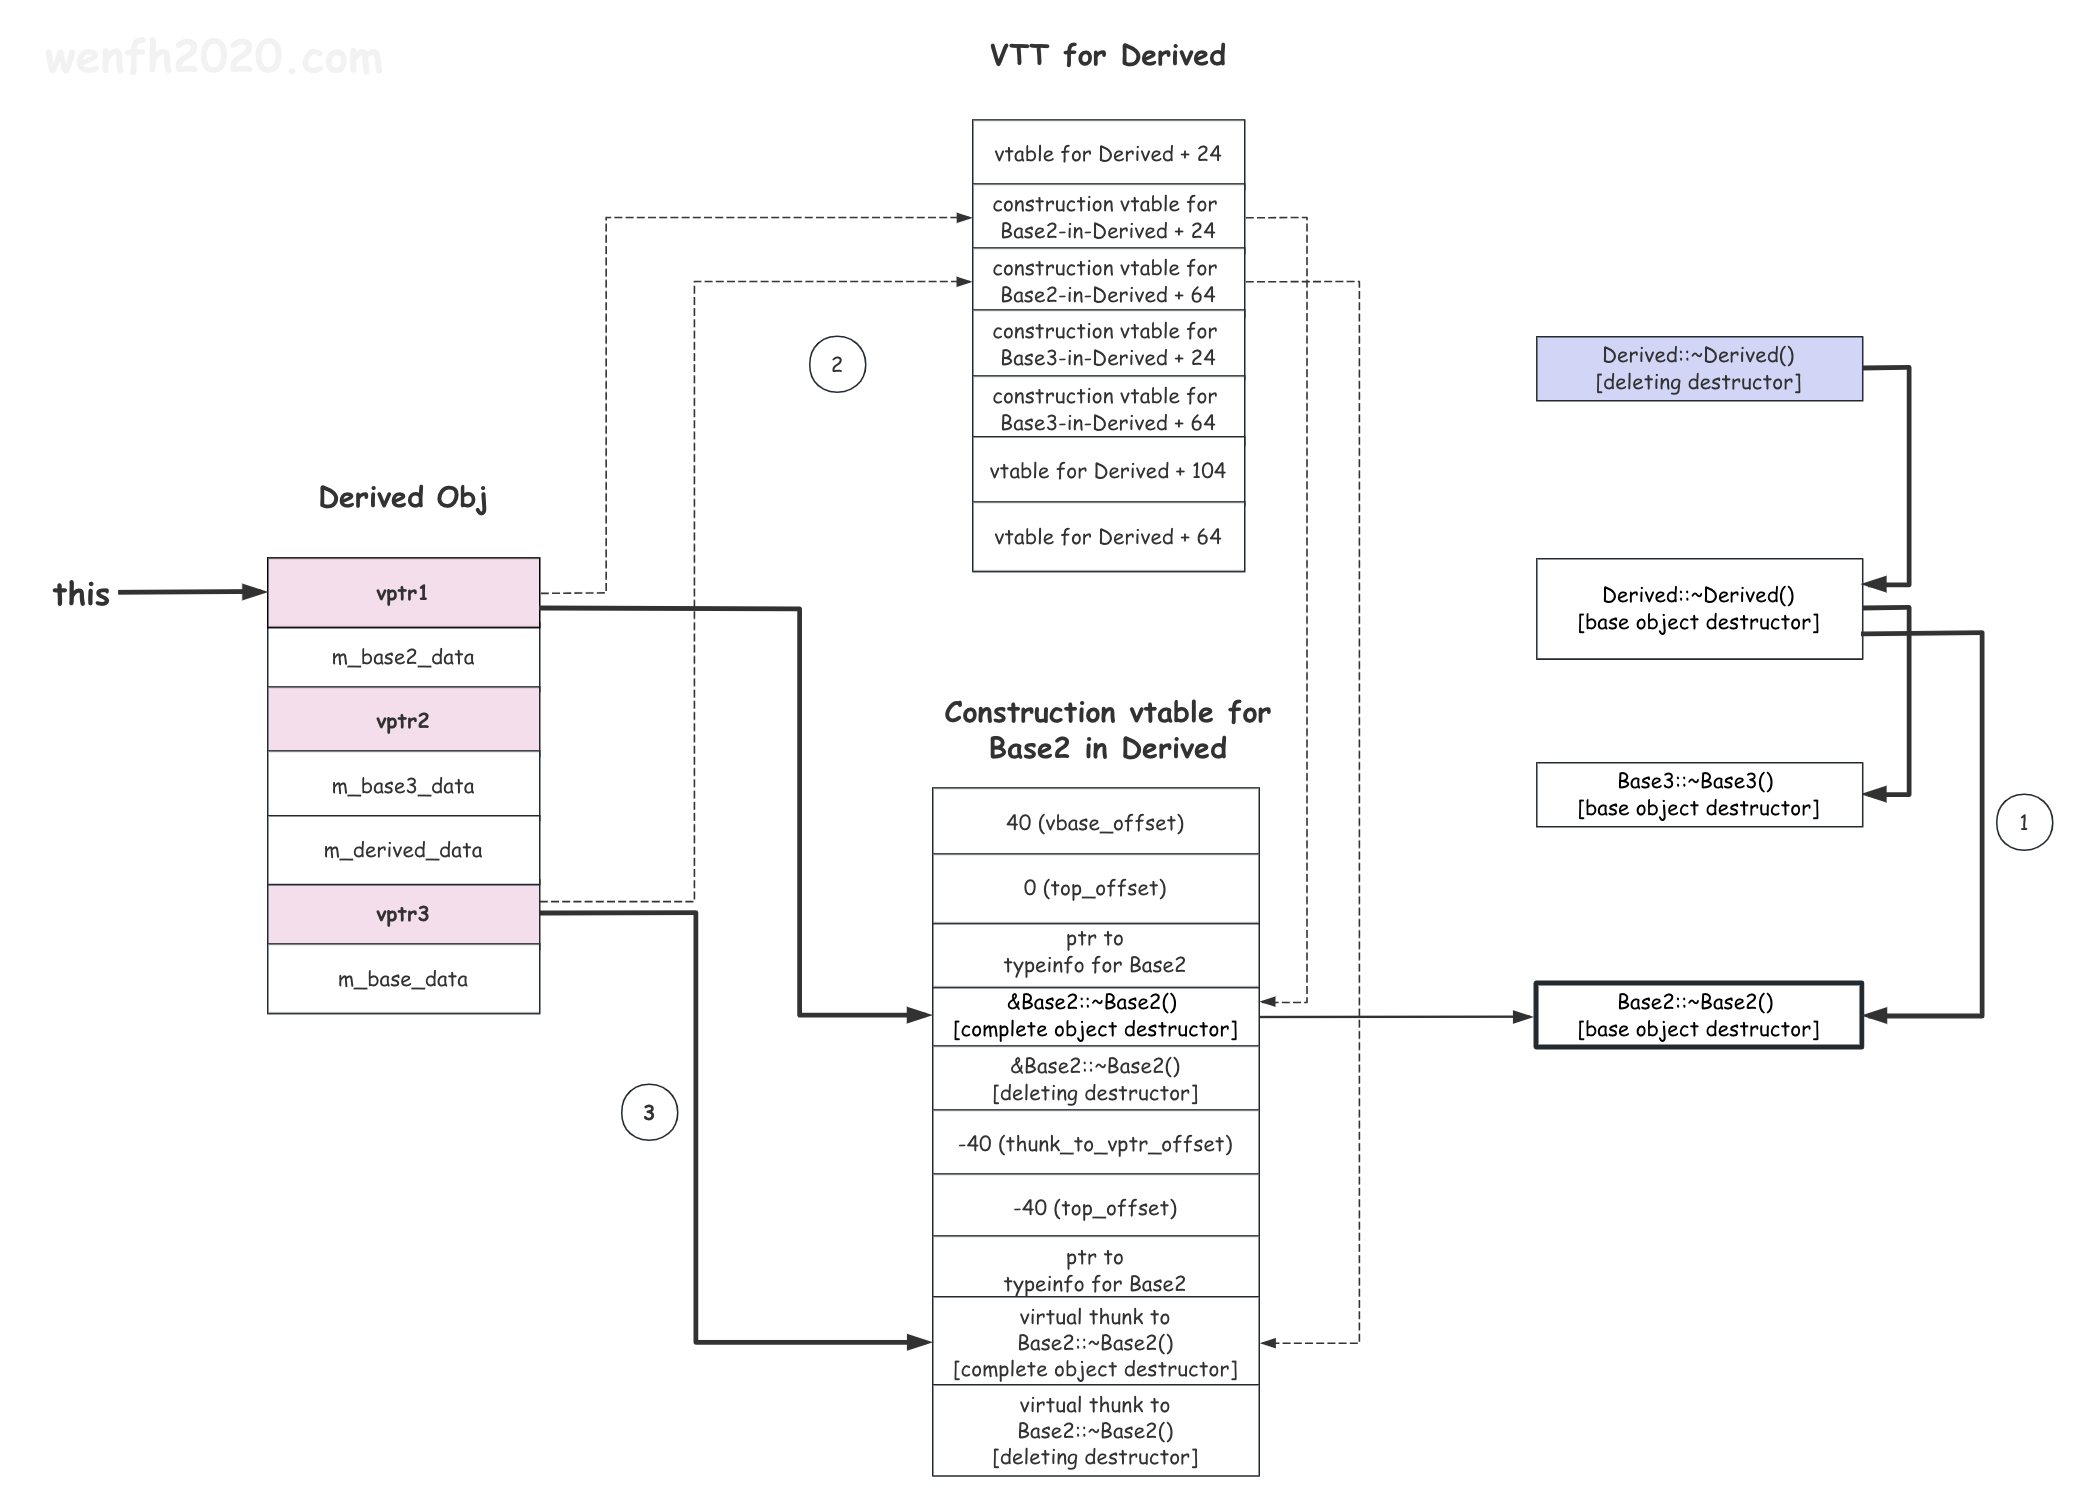 wenfh2020.com
VTT for Derived
vtable for Derived + 24
construction vtable for
Base2-in-Derived + 24
construction vtable for
Base2-in-Derived + 64
construction vtable for
Base3-in-Derived + 24
construction vtable for
Base3-in-Derived + 64
vtable for Derived + 104
vtable for Derived + 64
2
Derived Obj
this
vptr1
m_base2_data
vptr2
m_base3_data
m_derived_data
vptr3
m_base_data
3
Construction vtable for
Base2 in Derived
40 (vbase_offset)
0 (top_offset)
ptr to
typeinfo for Base2
&Base2::~Base2()
[complete object destructor]
&Base2::~Base2()
[deleting destructor]
-40 (thunk_to_vptr_offset)
-40 (top_offset)
ptr to
typeinfo for Base2
virtual thunk to
Base2::~Base2()
[complete object destructor]
virtual thunk to
Base2::~Base2()
[deleting destructor]
Derived::~Derived()
[deleting destructor]
Derived::~Derived()
[base object destructor]
Base3::~Base3()
[base object destructor]
1
Base2::~Base2()
[base object destructor]